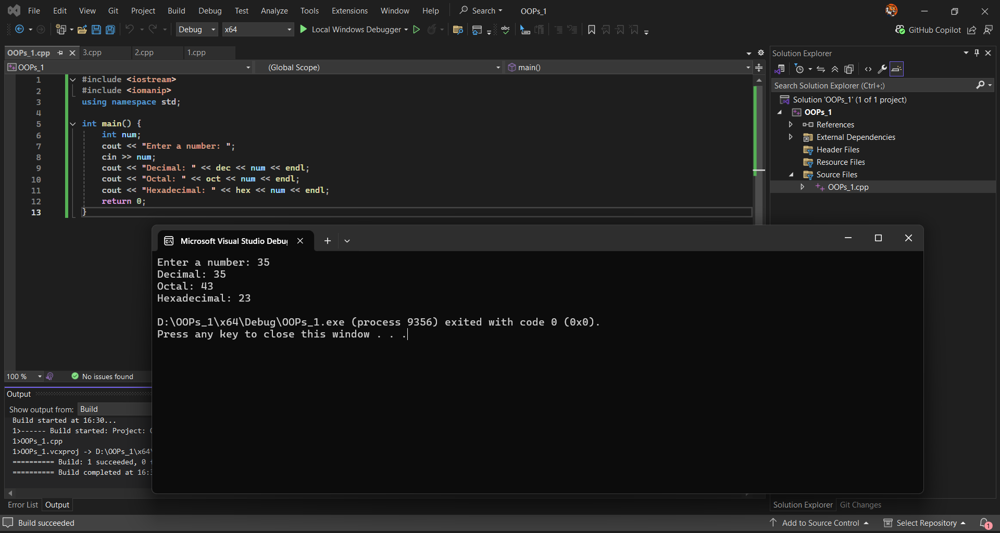 File Edit View Git Project Build Debug Test Analyze Tools Extensions Window Help Search OOPs_1
Debug x64 Local Windows Debugger abc GitHub Copilot
OOPs_1.cpp 3.cpp 2.cpp 1.cpp
OOPs_1 (Global Scope) main()
1 #include <iostream>
2 #include <iomanip>
3 using namespace std;
4
5 int main() {
6 int num;
7 cout << "Enter a number: ";
8 cin >> num;
9 cout << "Decimal: " << dec << num << endl;
10 cout << "Octal: " << oct << num << endl;
11 cout << "Hexadecimal: " << hex << num << endl;
12 return 0;
13 }
Solution Explorer
Search Solution Explorer (Ctrl+;)
Solution 'OOPs_1' (1 of 1 project)
OOPs_1
References
External Dependencies
Header Files
Resource Files
Source Files
OOPs_1.cpp
Microsoft Visual Studio Debu
Enter a number: 35
Decimal: 35
Octal: 43
Hexadecimal: 23
D:\OOPs_1\x64\Debug\OOPs_1.exe (process 9356) exited with code 0 (0x0).
Press any key to close this window . . .
100 % No issues found
Output
Show output from: Build
Build started at 16:30...
1>------ Build started: Project:
1>OOPs_1.cpp
1>OOPs_1.vcxproj -> D:\OOPs_1\x64\
========== Build: 1 succeeded, 0
========== Build completed at 16:3
Error List Output
Solution Explorer Git Changes
Build succeeded Add to Source Control Select Repository 1